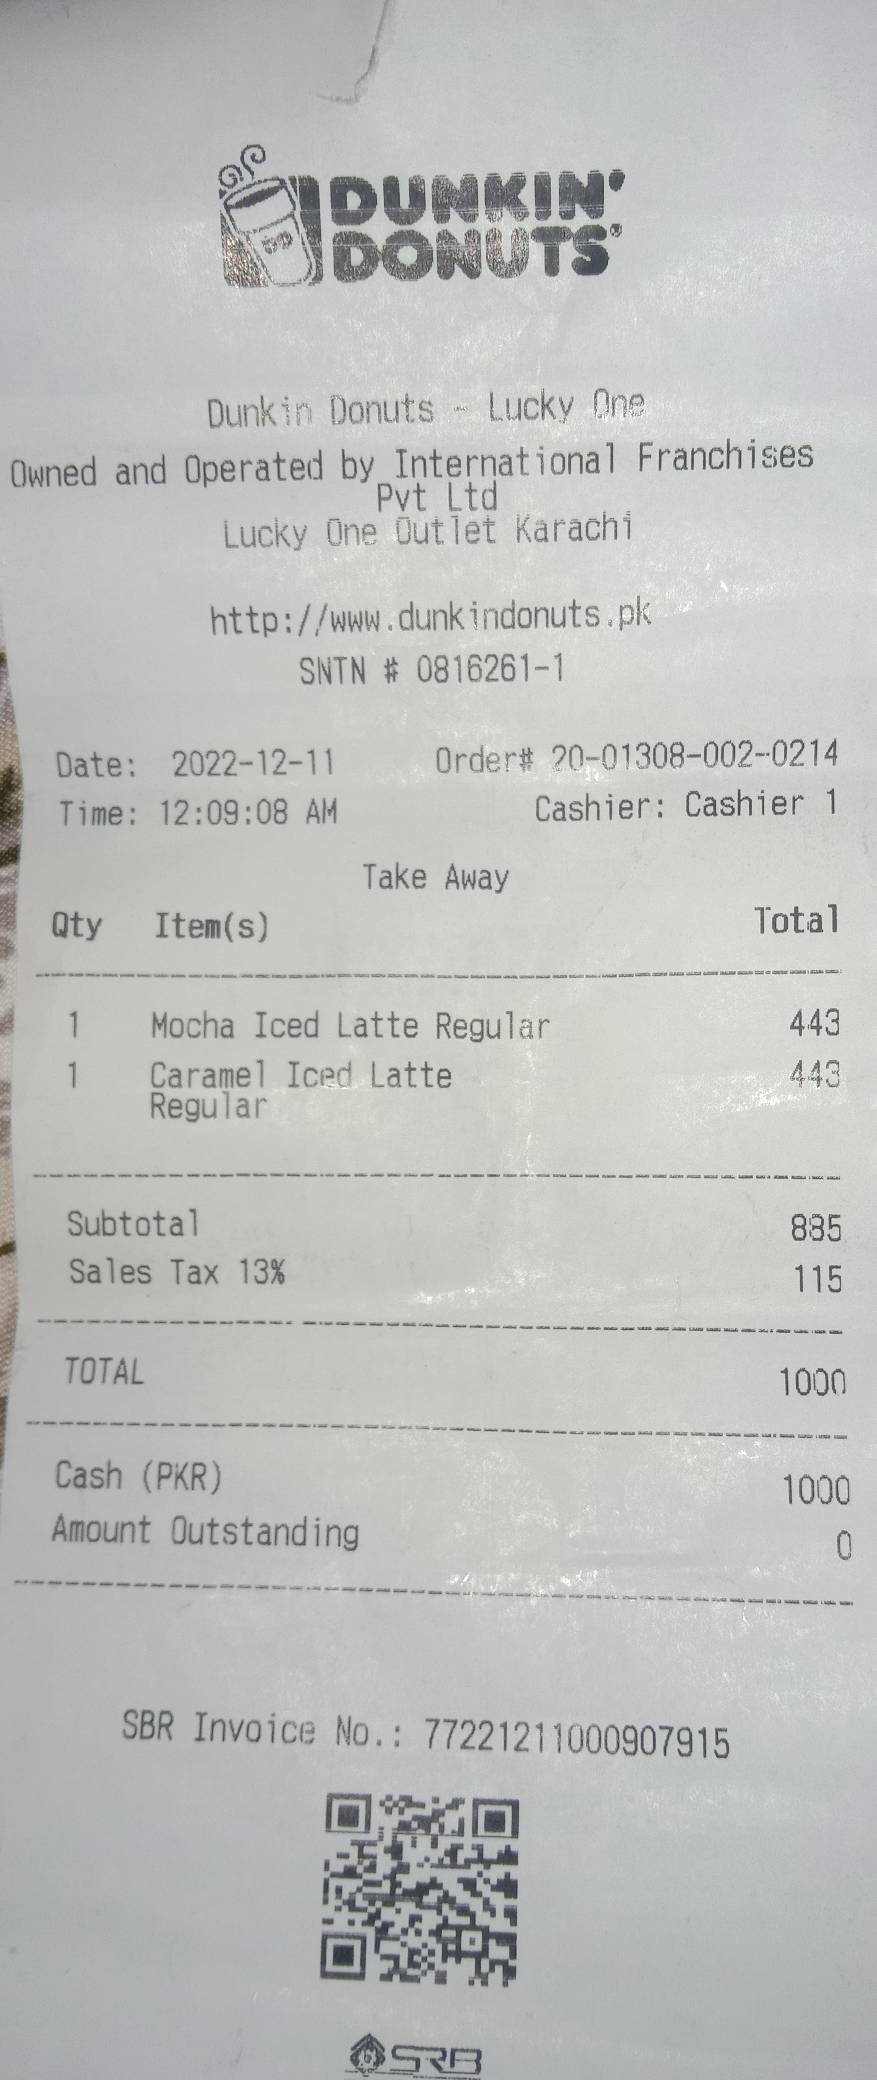 DUNKIN'
DONUTS®
Dunkin Donuts - Lucky One
Owned and Operated by International Franchises
Pvt Ltd
Lucky One Outlet Karachi
http://www.dunkindonuts.pk
SNTN # 0816261-1
Date: 2022-12-11 Order# 20-01308-002-0214
Time: 12:09:08 AM Cashier: Cashier 1
Take Away
Qty Item(s) Total
1 Mocha Iced Latte Regular 443
1 Caramel Iced Latte 443
Regular
Subtotal 885
Sales Tax 13% 115
TOTAL 1000
Cash (PKR) 1000
Amount Outstanding 0
SBR Invoice No.: 77221211000907915
SRB